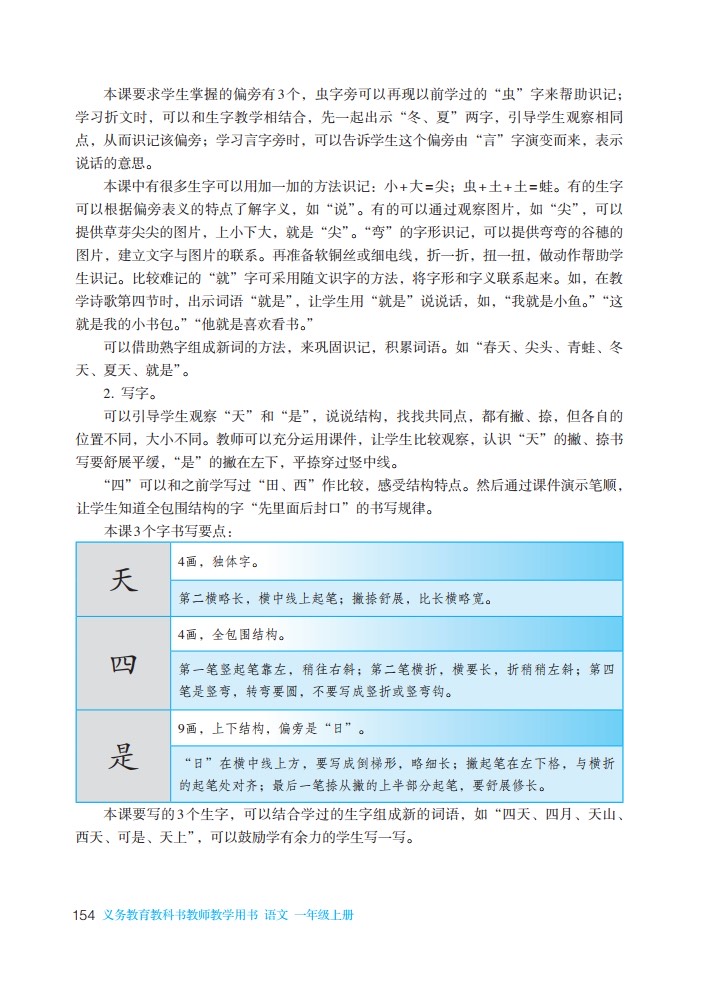 本课要求学生掌握的偏旁有3个，虫字旁可以再现以前学过的“虫”字来帮助识记；
学习折文时，可以和生字教学相结合，先一起出示“冬、夏”两字，引导学生观察相同
点，从而识记该偏旁；学习言字旁时，可以告诉学生这个偏旁由“言”字演变而来，表示
说话的意思。
本课中有很多生字可以用加一加的方法识记：小+大=尖；虫+土+土=蛙。有的生字
可以根据偏旁表义的特点了解字义，如“说”。有的可以通过观察图片，如“尖”，可以
提供草芽尖尖的图片，上小下大，就是“尖”。“弯”的字形识记，可以提供弯弯的谷穗的
图片，建立文字与图片的联系。再准备软铜丝或细电线，折一折，扭一扭，做动作帮助学
生识记。比较难记的“就”字可采用随文识字的方法，将字形和字义联系起来。如，在教
学诗歌第四节时，出示词语“就是”，让学生用“就是”说说话，如，“我就是小鱼。”“这
就是我的小书包。”“他就是喜欢看书。”
可以借助熟字组成新词的方法，来巩固识记，积累词语。如“春天、尖头、青蛙、冬
天、夏天、就是”。
2. 写字。
可以引导学生观察“天”和“是”，说说结构，找找共同点，都有撇、捺，但各自的
位置不同，大小不同。教师可以充分运用课件，让学生比较观察，认识“天”的撇、捺书
写要舒展平缓，“是”的撇在左下，平捺穿过竖中线。
“四”可以和之前学写过“田、西”作比较，感受结构特点。然后通过课件演示笔顺，
让学生知道全包围结构的字“先里面后封口”的书写规律。
本课3个字书写要点：
天
4画，独体字。
第二横略长，横中线上起笔；撇捺舒展，比长横略宽。
四
4画，全包围结构。
第一笔竖起笔靠左，稍往右斜；第二笔横折，横要长，折稍稍左斜；第四
笔是竖弯，转弯要圆，不要写成竖折或竖弯钩。
是
9画，上下结构，偏旁是“日”。
“日”在横中线上方，要写成倒梯形，略细长；撇起笔在左下格，与横折
的起笔处对齐；最后一笔捺从撇的上半部分起笔，要舒展修长。
本课要写的3个生字，可以结合学过的生字组成新的词语，如“四天、四月、天山、
西天、可是、天上”，可以鼓励学有余力的学生写一写。
154 义务教育教科书教师教学用书 语文 一年级上册